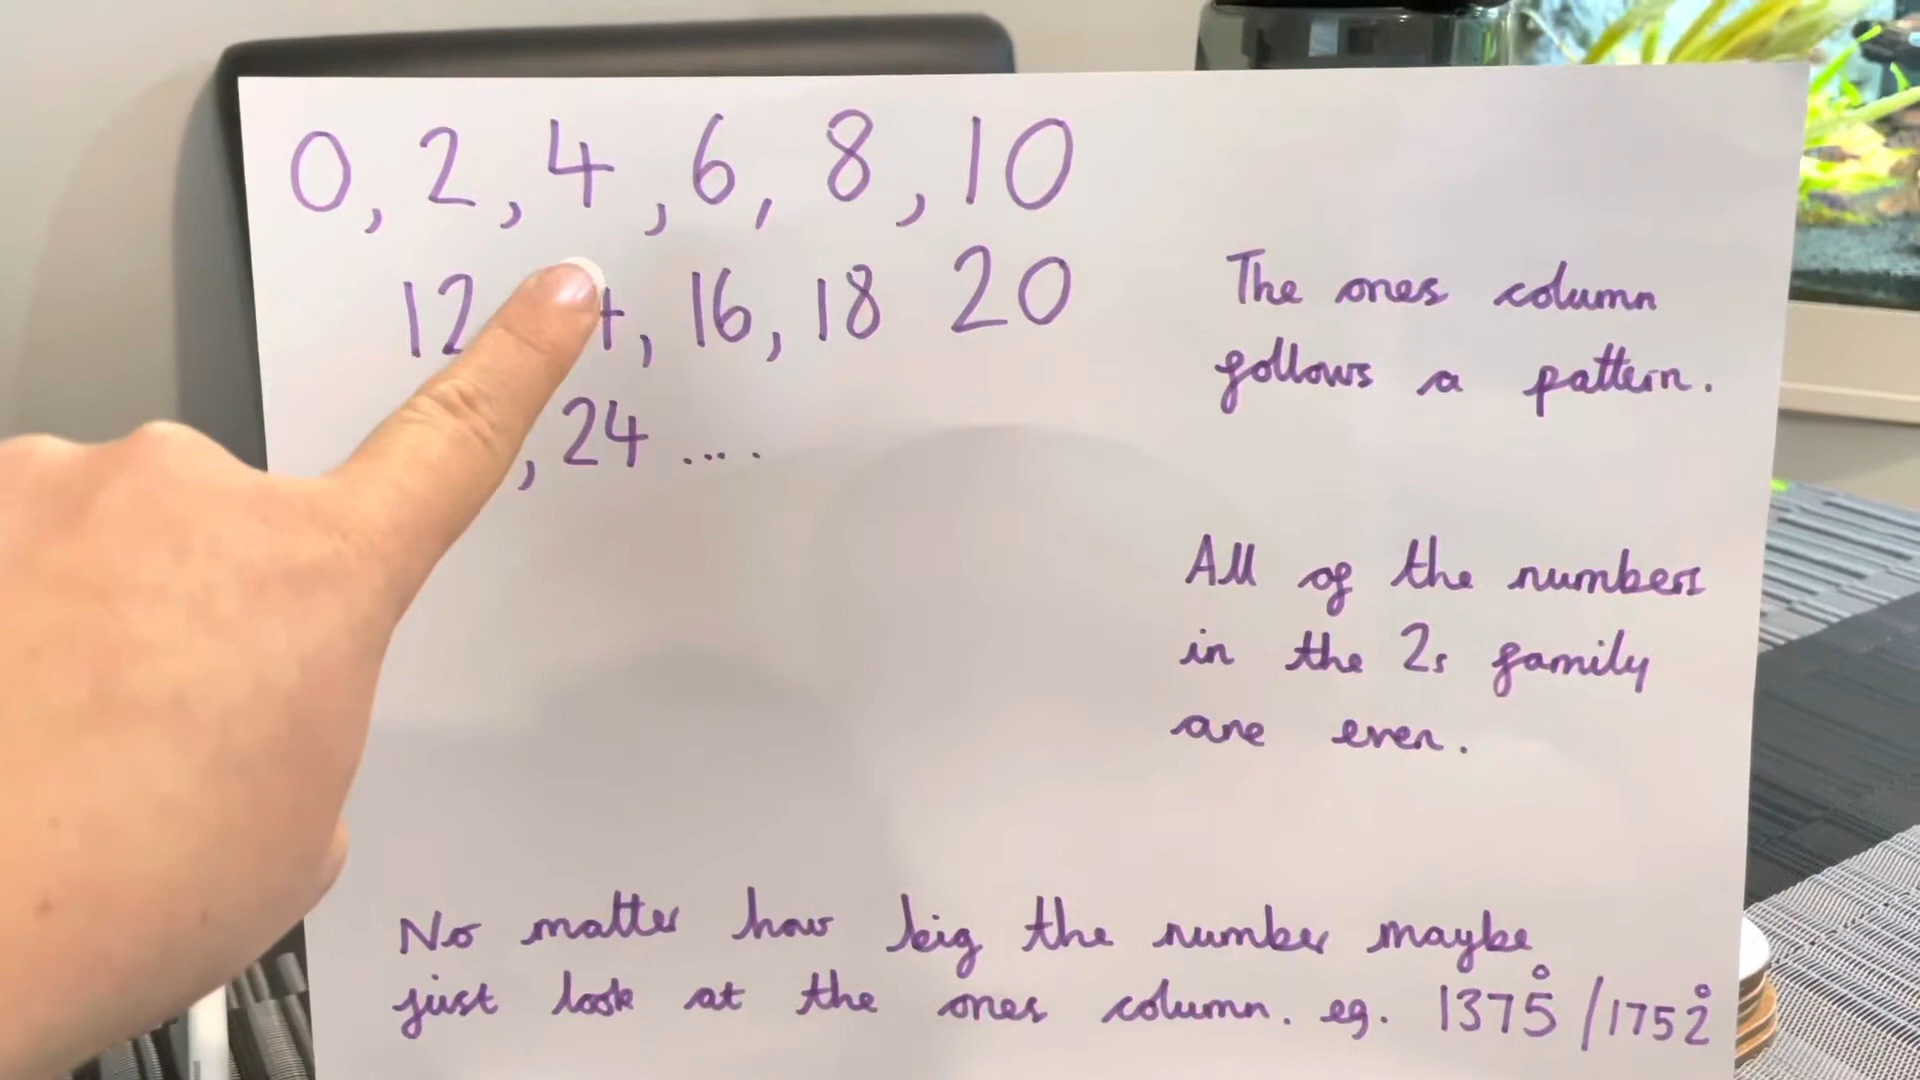 0, 2, 4, 6, 8, 10
12 4, 16, 18 20
, 24 ....
The ones column
follows a pattern.
All of the numbers
in the 2s family
are even.
No matter how big the number maybe
just look at the ones column. eg. 1375 / 1752